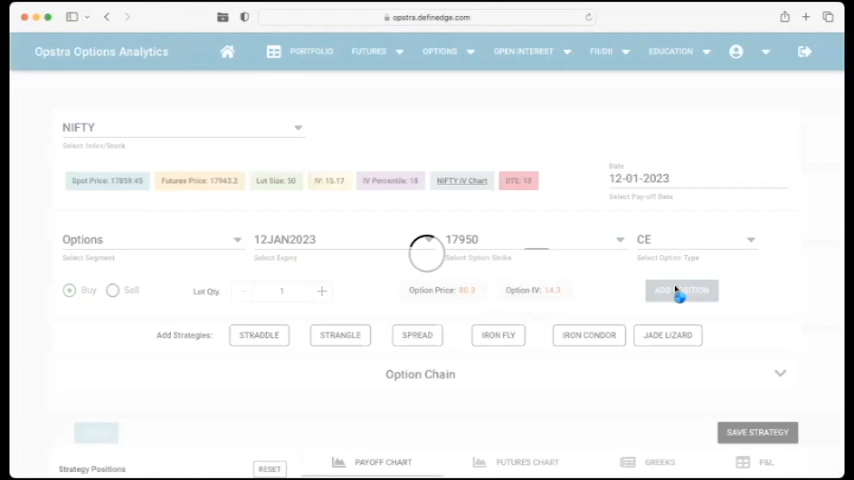 opstra.definedge.com
Opstra Options Analytics PORTFOLIO FUTURES OPTIONS OPEN INTEREST FII/DII EDUCATION
NIFTY
Select Index/Stock
Date
12-01-2023
Select Pay-off Date
Spot Price: 17859.45 Futures Price: 17943.2 Lot Size: 50 IV: 15.17 IV Percentile: 18 NIFTY IV Chart DTE: 10
Options 12JAN2023 17950 CE
Select Segment Select Expiry Select Option Strike Select Option Type
Buy Sell Lot Qty. 1 Option Price: 80.3 Option IV: 14.3 ADD POSITION
Add Strategies: STRADDLE STRANGLE SPREAD IRON FLY IRON CONDOR JADE LIZARD
Option Chain
SAVE STRATEGY
Strategy Positions RESET PAYOFF CHART FUTURES CHART GREEKS P&L